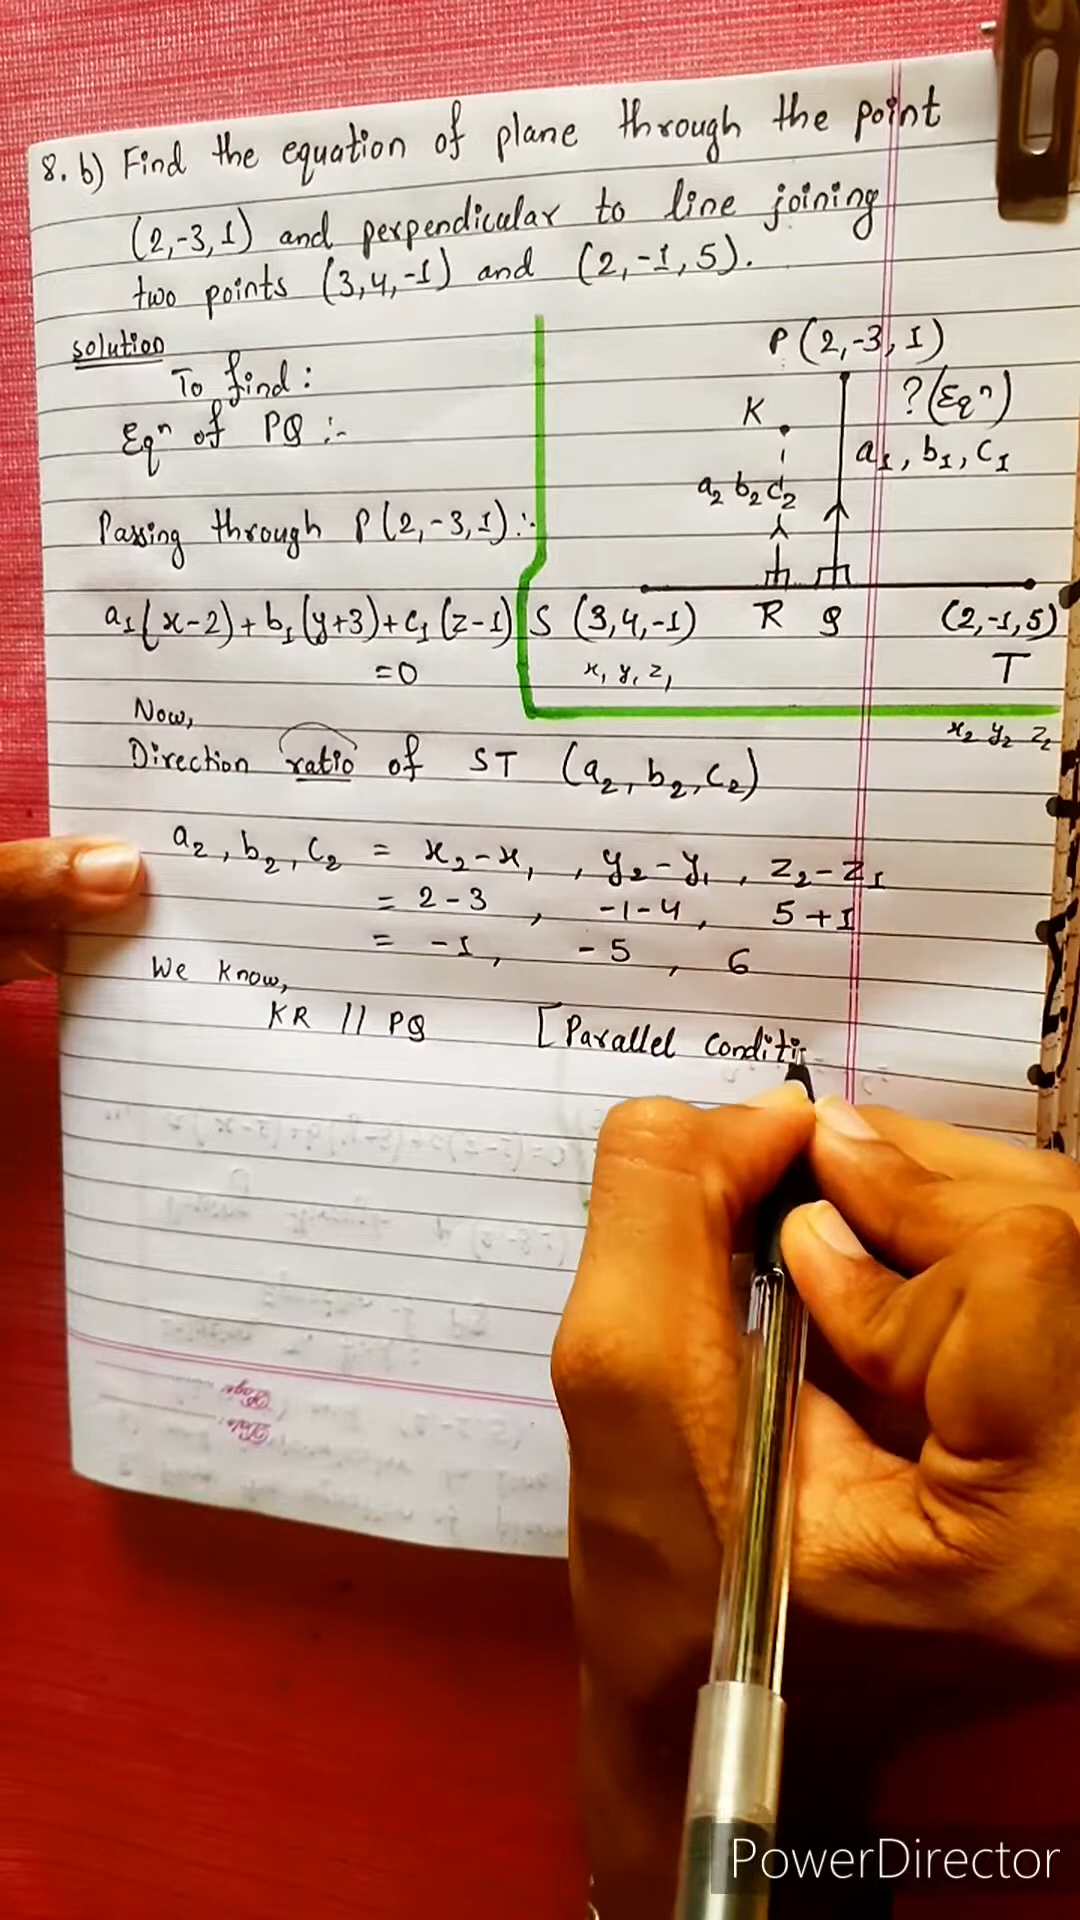 8. b) Find the equation of plane through the point
(2,-3,1) and perpendicular to line joining
two points (3,4,-1) and (2,-1,5).
solution
To find:
Eqⁿ of PQ :-
Passing through P(2,-3,1):-
a₁(x-2)+b₁(y+3)+c₁(z-1)
=0
P(2,-3,1)
K
?(Eqⁿ)
a₁, b₁, c₁
a₂ b₂ c₂
S (3,4,-1) R Q (2,-1,5)
x₁ y₁ z₁ T
x₂ y₂ z₂
Now,
Direction ratio of ST (a₂, b₂, c₂)
a₂, b₂, c₂ = x₂-x₁, y₂-y₁, z₂-z₁
= 2-3, -1-4, 5+1
= -1, -5, 6
We know,
KR // PQ [Parallel conditi
PowerDirector